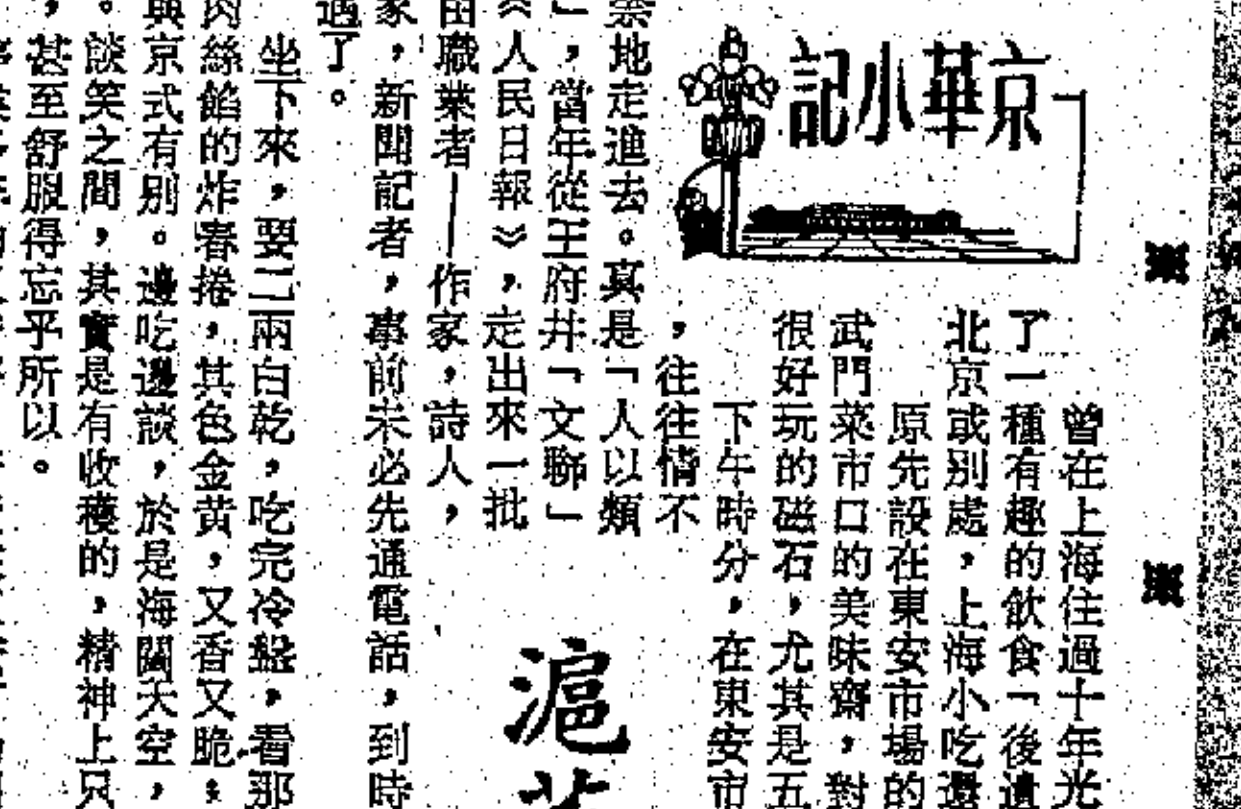 京華小記
曾在上海住過十年光
了一種有趣的飲食「後遺
北京或別處，上海小吃還
原先設在東安市場的
武門菜市口的美味齋，對
很好玩的磁石，尤其是五
下午時分，在東安市
，往往情不
滬
禁地走進去。真是「人以類
」，當年從王府井「文聯」
《人民日報》，走出來一批
由職業者——作家，詩人，
家，新聞記者，事前未必先通電話，到時
遇了。
坐下來，要二兩白乾，吃完冷盤，看那
肉絲餡的炸春捲，其色金黄，又香又脆，
與京式有別。邊吃邊談，於是海闊天空，
。談笑之間，其實是有收穫的，精神上只
，甚至舒服得忘乎所以。